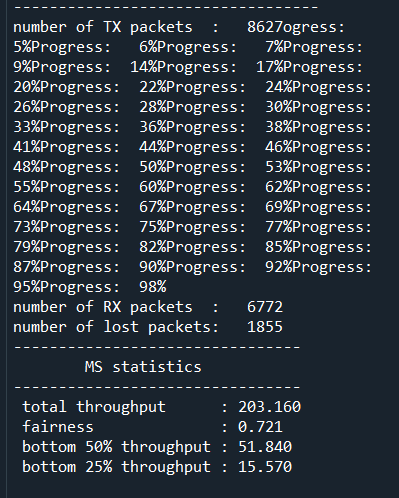 ----------------------------------
number of TX packets  :   8627ogress:
5%Progress:   6%Progress:   7%Progress:
9%Progress:  14%Progress:  17%Progress:
20%Progress:  22%Progress:  24%Progress:
26%Progress:  28%Progress:  30%Progress:
33%Progress:  36%Progress:  38%Progress:
41%Progress:  44%Progress:  46%Progress:
48%Progress:  50%Progress:  53%Progress:
55%Progress:  60%Progress:  62%Progress:
64%Progress:  67%Progress:  69%Progress:
73%Progress:  75%Progress:  77%Progress:
79%Progress:  82%Progress:  85%Progress:
87%Progress:  90%Progress:  92%Progress:
95%Progress:  98%
number of RX packets  :   6772
number of lost packets:   1855
--------------------------------
        MS statistics
--------------------------------
 total throughput      : 203.160
 fairness              : 0.721
 bottom 50% throughput : 51.840
 bottom 25% throughput : 15.570